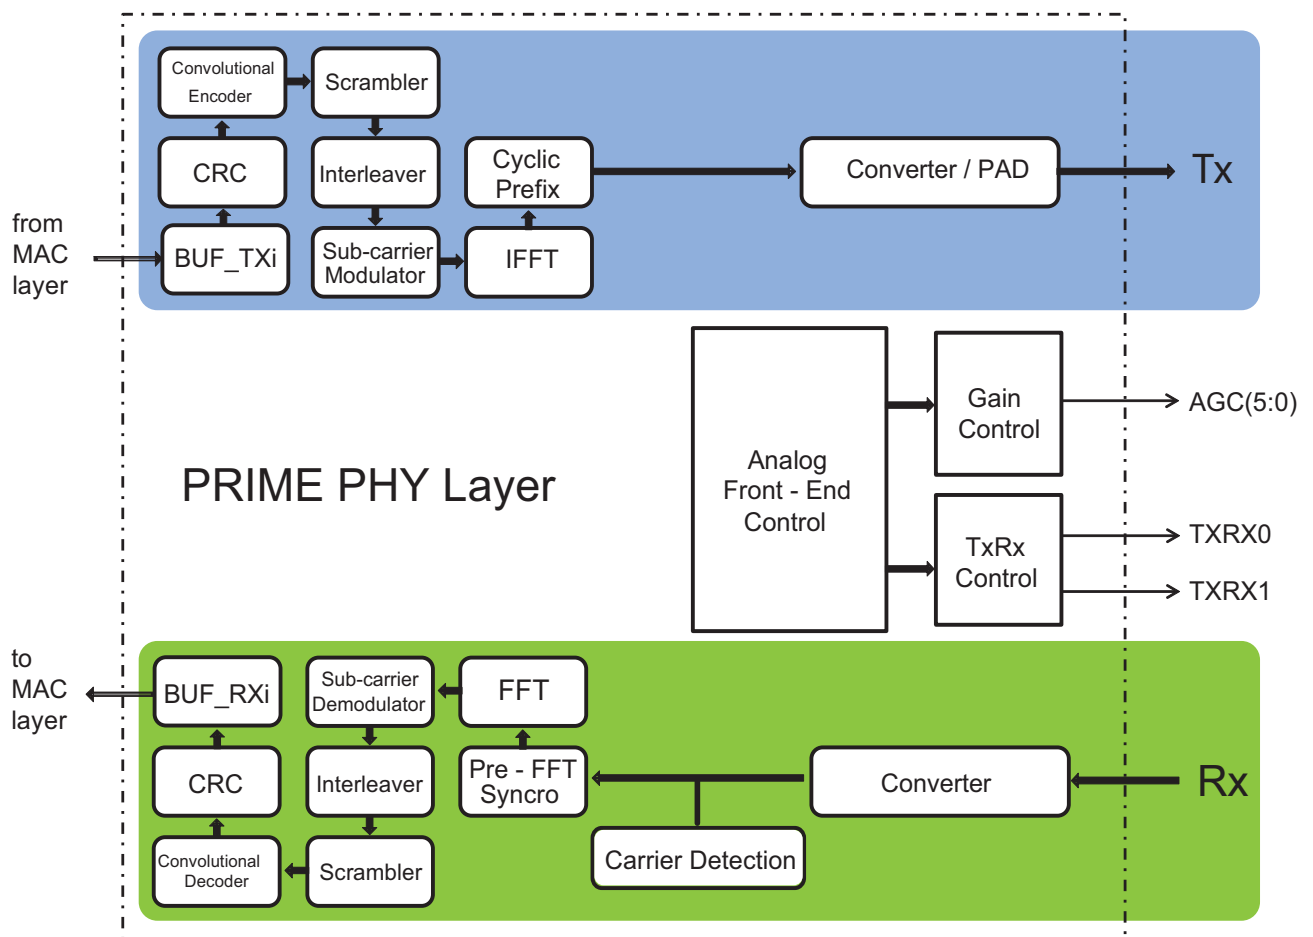 Convolutional
Encoder
Scrambler
CRC
Interleaver
Cyclic
Prefix
Converter / PAD
Tx
from
MAC
layer
BUF_TXi
Sub-carrier
Modulator
IFFT
Gain
Control
AGC(5:0)
Analog
Front - End
Control
PRIME PHY Layer
TxRx
Control
TXRX0
TXRX1
to
MAC
layer
BUF_RXi
Sub-carrier
Demodulator
FFT
CRC
Interleaver
Pre - FFT
Syncro
Converter
Rx
Convolutional
Decoder
Scrambler
Carrier Detection